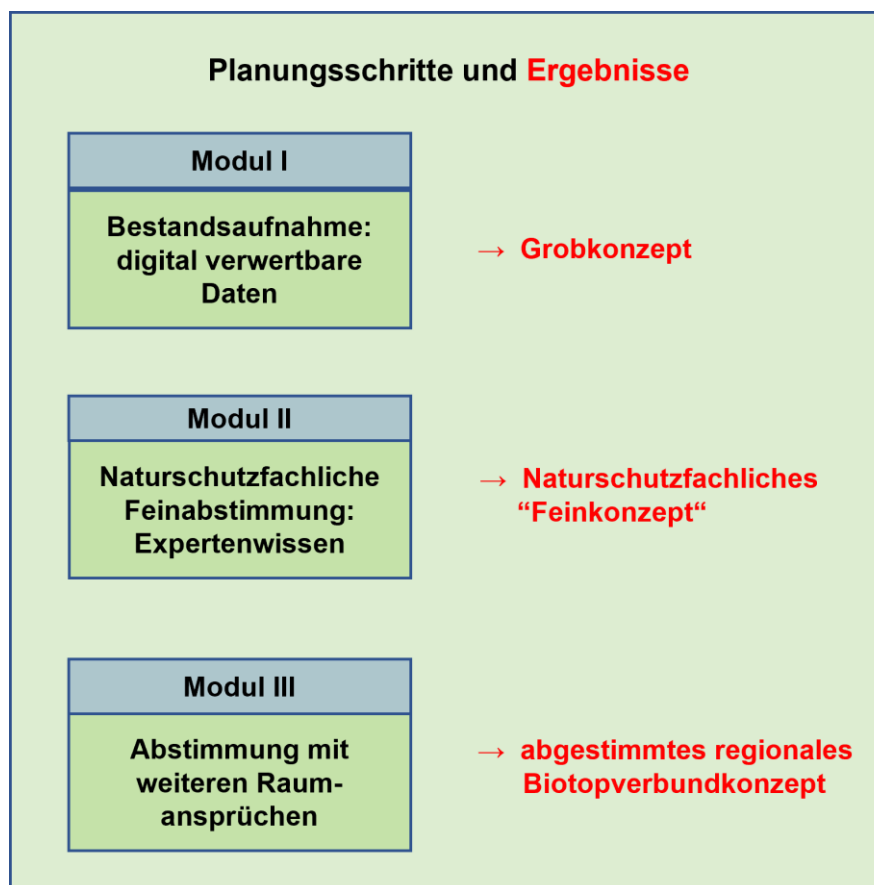 Planungsschritte und Ergebnisse
Modul I
Bestandsaufnahme:
digital verwertbare
Daten
→ Grobkonzept
Modul II
Naturschutzfachliche
Feinabstimmung:
Expertenwissen
→ Naturschutzfachliches
“Feinkonzept“
Modul III
Abstimmung mit
weiteren Raum-
ansprüchen
→ abgestimmtes regionales
Biotopverbundkonzept